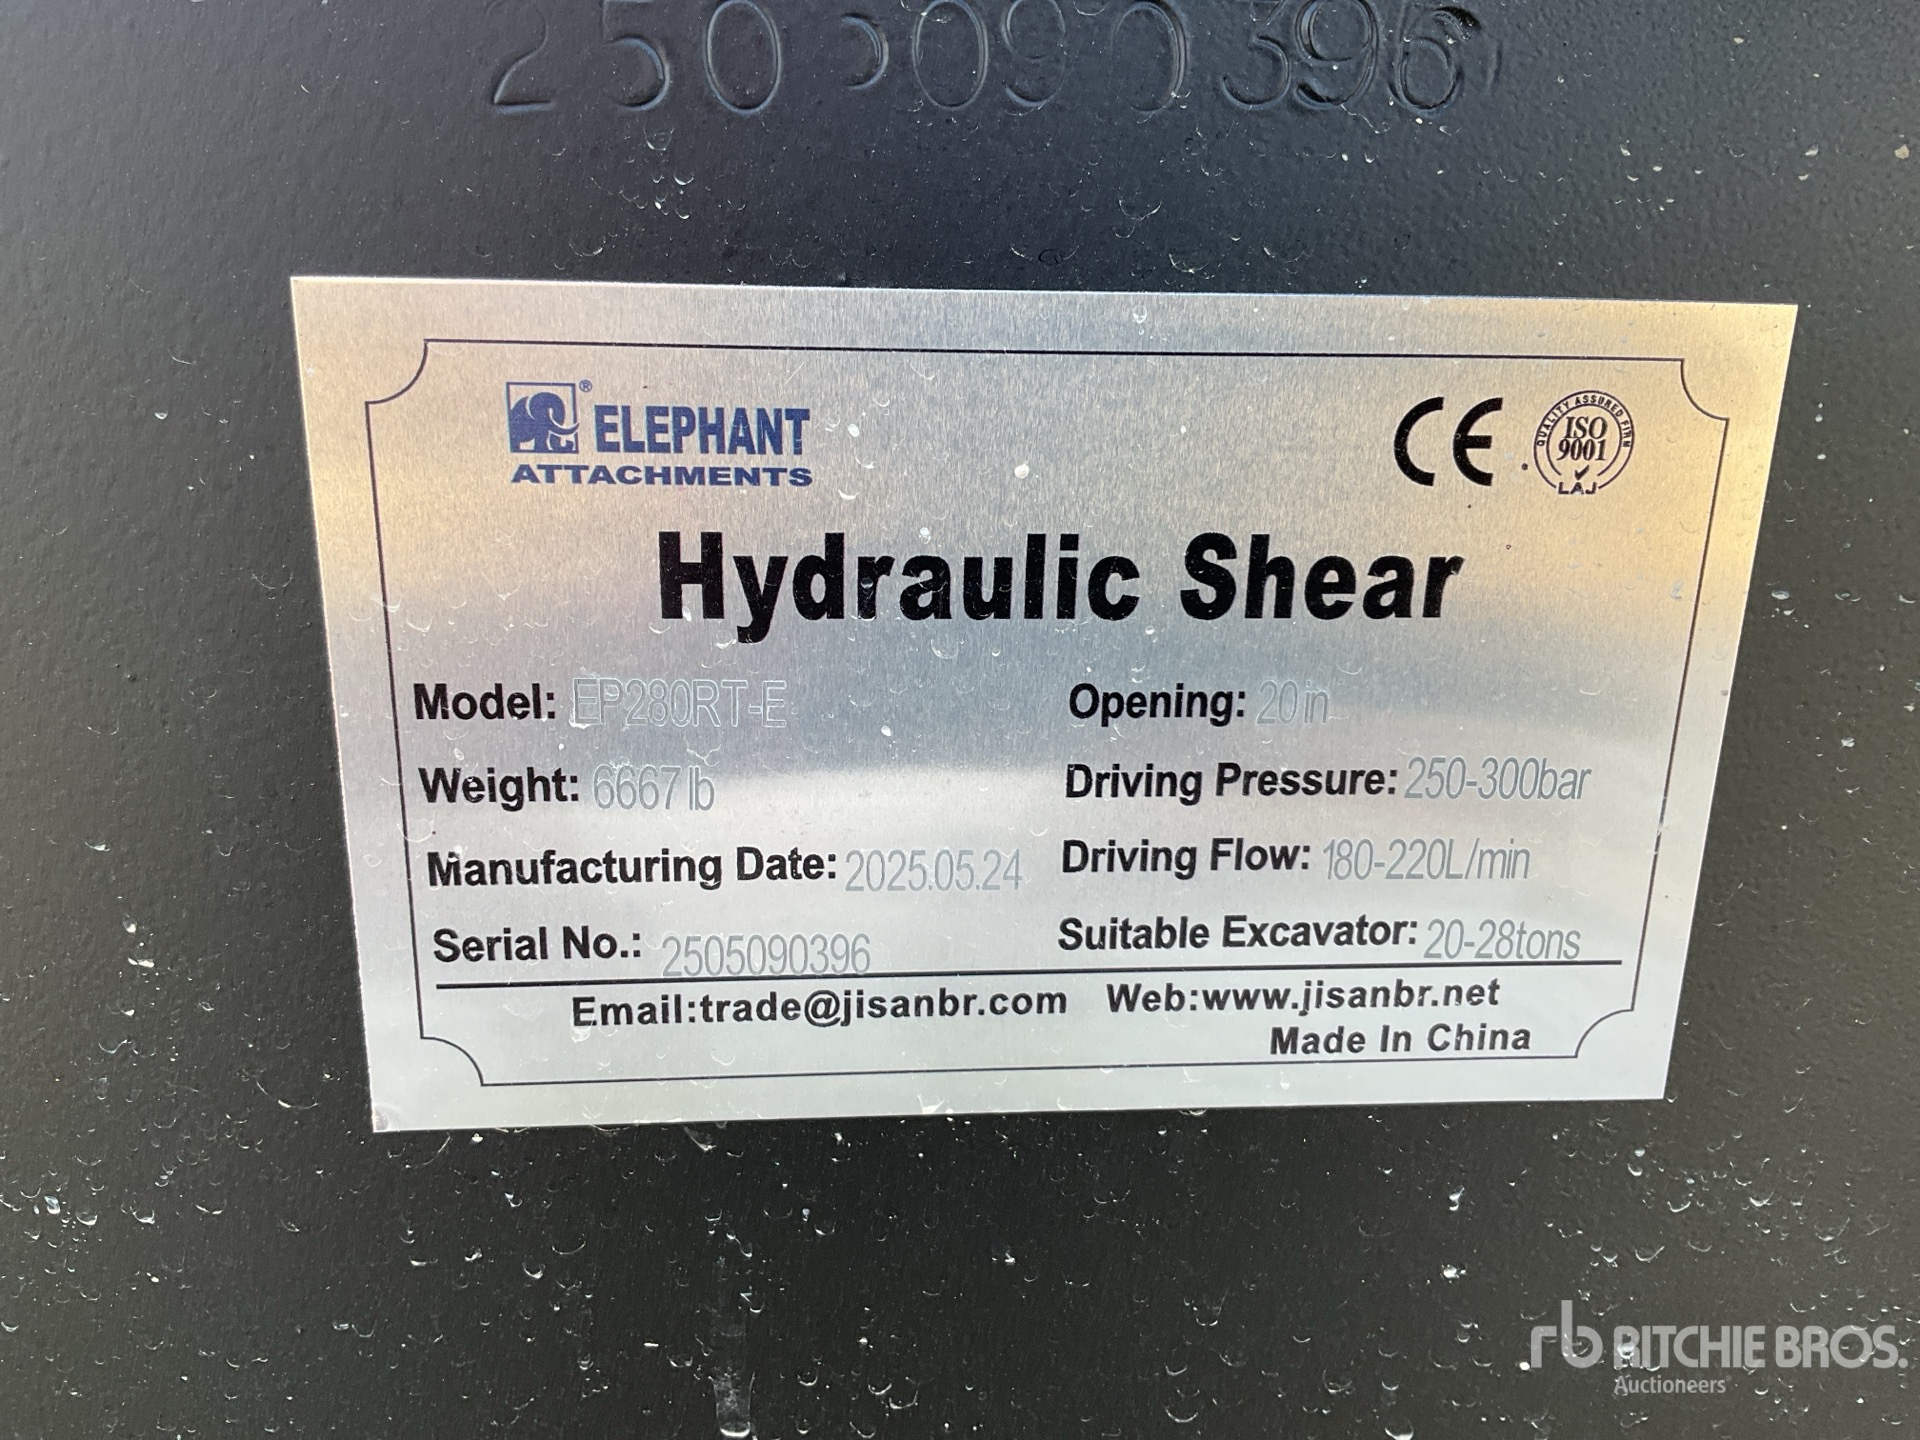 2505090396
® ELEPHANT
ATTACHMENTS
CE
QUALITY ASSURED FIRM
ISO
9001
LAJ
Hydraulic Shear
Model: EP280RT-E
Opening: 20in
Weight: 6667lb
Driving Pressure: 250-300bar
Manufacturing Date: 2025.05.24
Driving Flow: 180-220L/min
Serial No.: 2505090396
Suitable Excavator: 20-28tons
Email:trade@jisanbr.com Web:www.jisanbr.net
Made In China
rb RITCHIE BROS.
Auctioneers